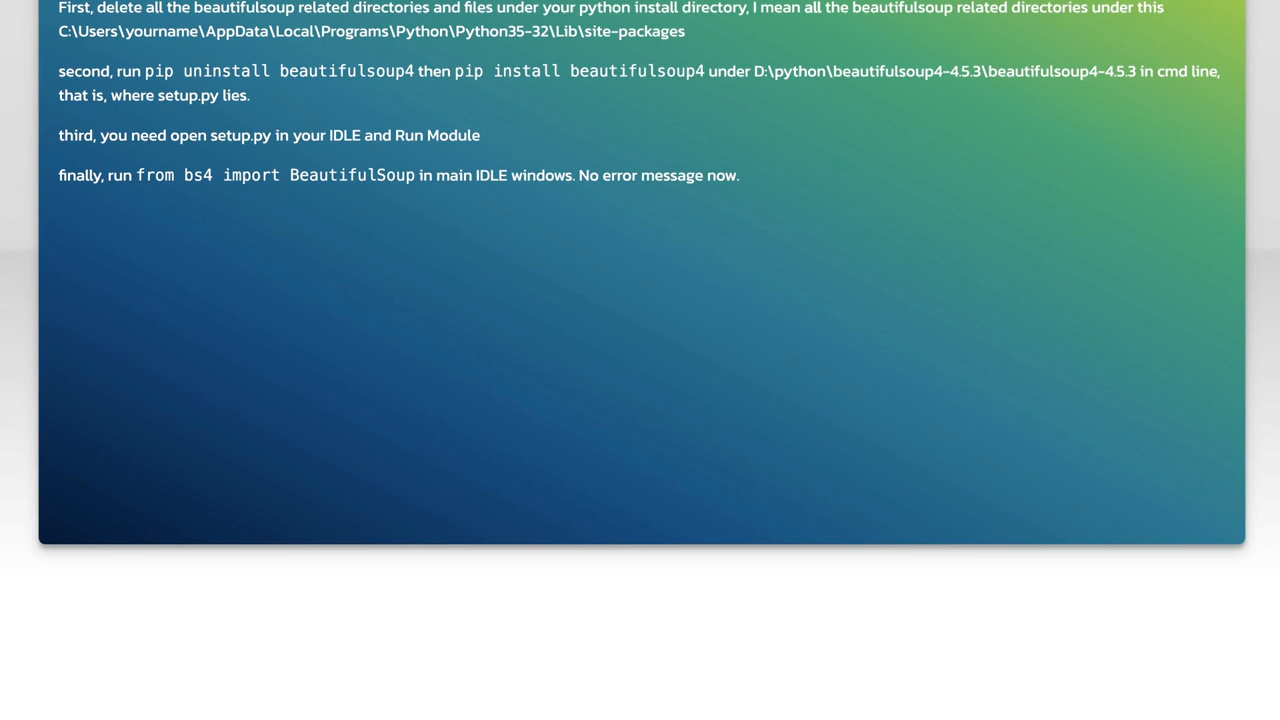 First, delete all the beautifulsoup related directories and files under your python install directory, I mean all the beautifulsoup related directories under this
C:\Users\yourname\AppData\Local\Programs\Python\Python35-32\Lib\site-packages
second, run pip uninstall beautifulsoup4 then pip install beautifulsoup4 under D:\python\beautifulsoup4-4.5.3\beautifulsoup4-4.5.3 in cmd line,
that is, where setup.py lies.
third, you need open setup.py in your IDLE and Run Module
finally, run from bs4 import BeautifulSoup in main IDLE windows. No error message now.